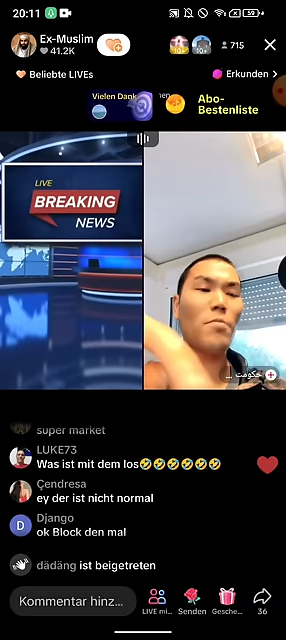 20:11
Ex-Muslim
41.2K
715
Beliebte LIVEs
Erkunden
Vielen Dank
Abo-
Bestenliste
LIVE
BREAKING
NEWS
حكومت ...
super market
LUKE73
Was ist mit dem los🤣🤣🤣🤣🤣🤣
Çendresa
ey der ist nicht normal
D Django
ok Block den mal
dädäng ist beigetreten
Kommentar hinz...
LIVE mi...
Senden
Gesche...
36